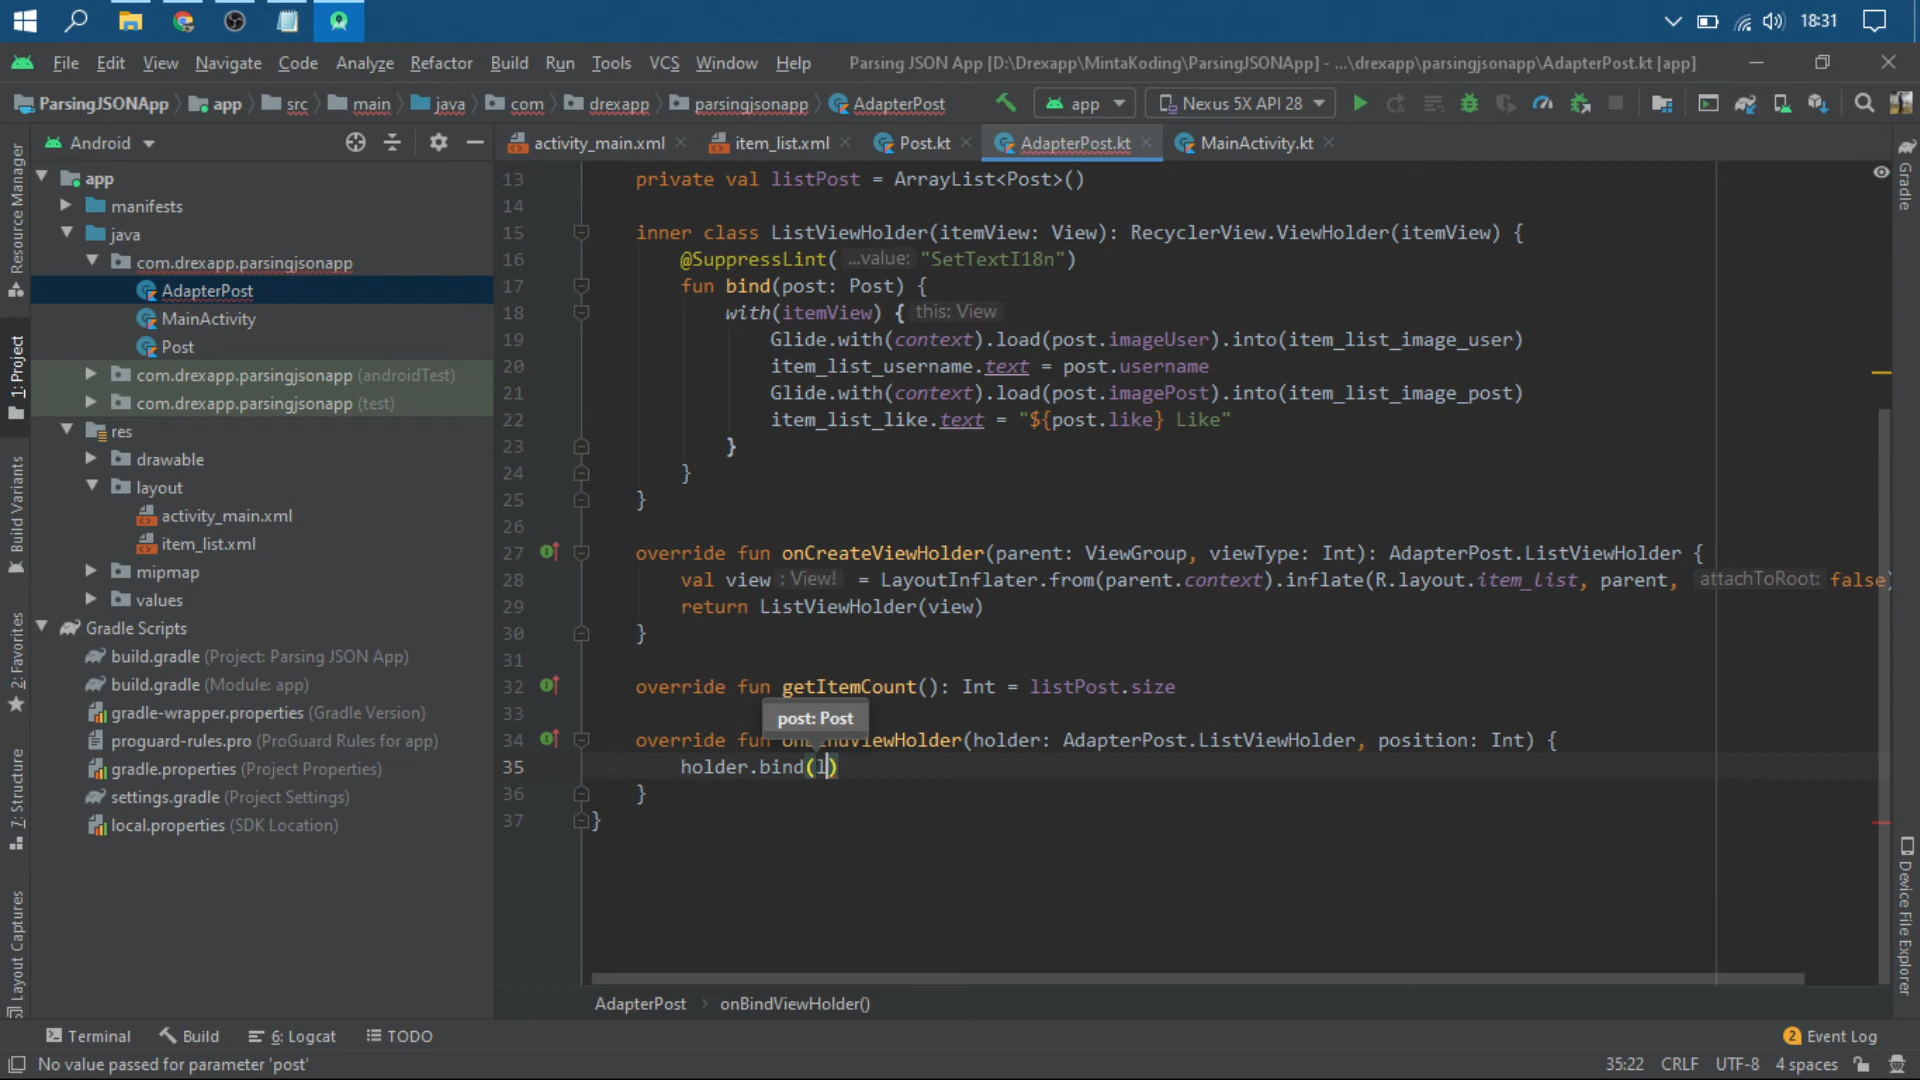 18:31
File Edit View Navigate Code Analyze Refactor Build Run Tools VCS Window Help Parsing JSON App [D:\Drexapp\MintaKoding\ParsingJSONApp] - ...\drexapp\parsingjsonapp\AdapterPost.kt [app]
ParsingJSONApp app src main java com drexapp parsingjsonapp AdapterPost app Nexus 5X API 28
Android activity_main.xml item_list.xml Post.kt AdapterPost.kt MainActivity.kt
Resource Manager
1: Project
Build Variants
2: Favorites
7: Structure
Layout Captures
app
manifests
java
com.drexapp.parsingjsonapp
AdapterPost
MainActivity
Post
com.drexapp.parsingjsonapp (androidTest)
com.drexapp.parsingjsonapp (test)
res
drawable
layout
activity_main.xml
item_list.xml
mipmap
values
Gradle Scripts
build.gradle (Project: Parsing JSON App)
build.gradle (Module: app)
gradle-wrapper.properties (Gradle Version)
proguard-rules.pro (ProGuard Rules for app)
gradle.properties (Project Settings)
settings.gradle (Project Settings)
local.properties (SDK Location)
13 private val listPost = ArrayList<Post>()
14
15 inner class ListViewHolder(itemView: View): RecyclerView.ViewHolder(itemView) {
16 @SuppressLint( ...value: "SetTextI18n")
17 fun bind(post: Post) {
18 with(itemView) { this: View
19 Glide.with(context).load(post.imageUser).into(item_list_image_user)
20 item_list_username.text = post.username
21 Glide.with(context).load(post.imagePost).into(item_list_image_post)
22 item_list_like.text = "${post.like} Like"
23 }
24 }
25 }
26
27 override fun onCreateViewHolder(parent: ViewGroup, viewType: Int): AdapterPost.ListViewHolder {
28 val view : View! = LayoutInflater.from(parent.context).inflate(R.layout.item_list, parent, attachToRoot: false)
29 return ListViewHolder(view)
30 }
31
32 override fun getItemCount(): Int = listPost.size
33
post: Post
34 override fun onBindViewHolder(holder: AdapterPost.ListViewHolder, position: Int) {
35 holder.bind(l)
36 }
37 }
Gradle
Device File Explorer
AdapterPost onBindViewHolder()
Terminal Build 6: Logcat TODO 2 Event Log
No value passed for parameter 'post' 35:22 CRLF UTF-8 4 spaces